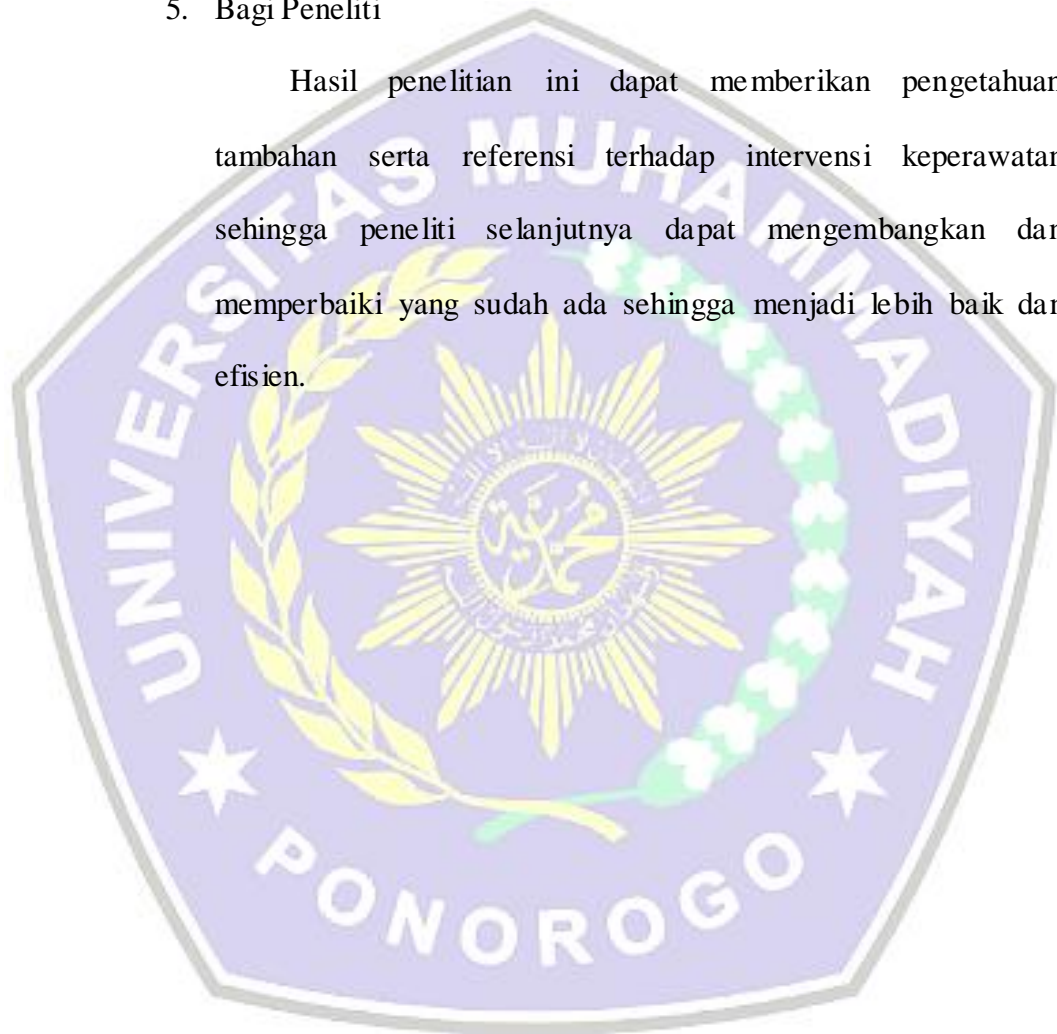 5. Bagi Peneliti
Hasil penelitian ini dapat memberikan pengetahuan
tambahan serta referensi terhadap intervensi keperawatan
sehingga peneliti selanjutnya dapat mengembangkan dan
memperbaiki yang sudah ada sehingga menjadi lebih baik dan
efisien.
UNIVERSITAS MUHAMMADIYAH
PONOROGO
محمدية